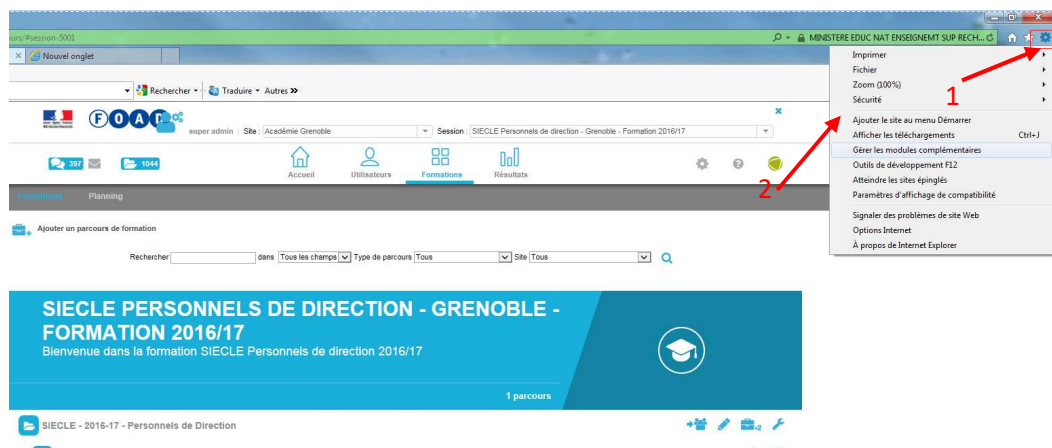 urs/#session-5001
MINISTERE EDUC NAT ENSEIGNEMT SUP RECH...
Nouvel onglet
Rechercher
Traduire
Autres
FOAD
super admin
Site : Académie Grenoble
Session : SIECLE Personnels de direction - Grenoble - Formation 2016/17
397
1044
Accueil
Utilisateurs
Formations
Résultats
Formations
Planning
Ajouter un parcours de formation
Rechercher
dans
Tous les champs
Type de parcours
Tous
Site
Tous
SIECLE PERSONNELS DE DIRECTION - GRENOBLE -
FORMATION 2016/17
Bienvenue dans la formation SIECLE Personnels de direction 2016/17
1 parcours
SIECLE - 2016-17 - Personnels de Direction
Imprimer
Fichier
Zoom (100%)
Sécurité
Ajouter le site au menu Démarrer
Afficher les téléchargements Ctrl+J
Gérer les modules complémentaires
Outils de développement F12
Atteindre les sites épinglés
Paramètres d'affichage de compatibilité
Signaler des problèmes de site Web
Options Internet
À propos de Internet Explorer
1
2